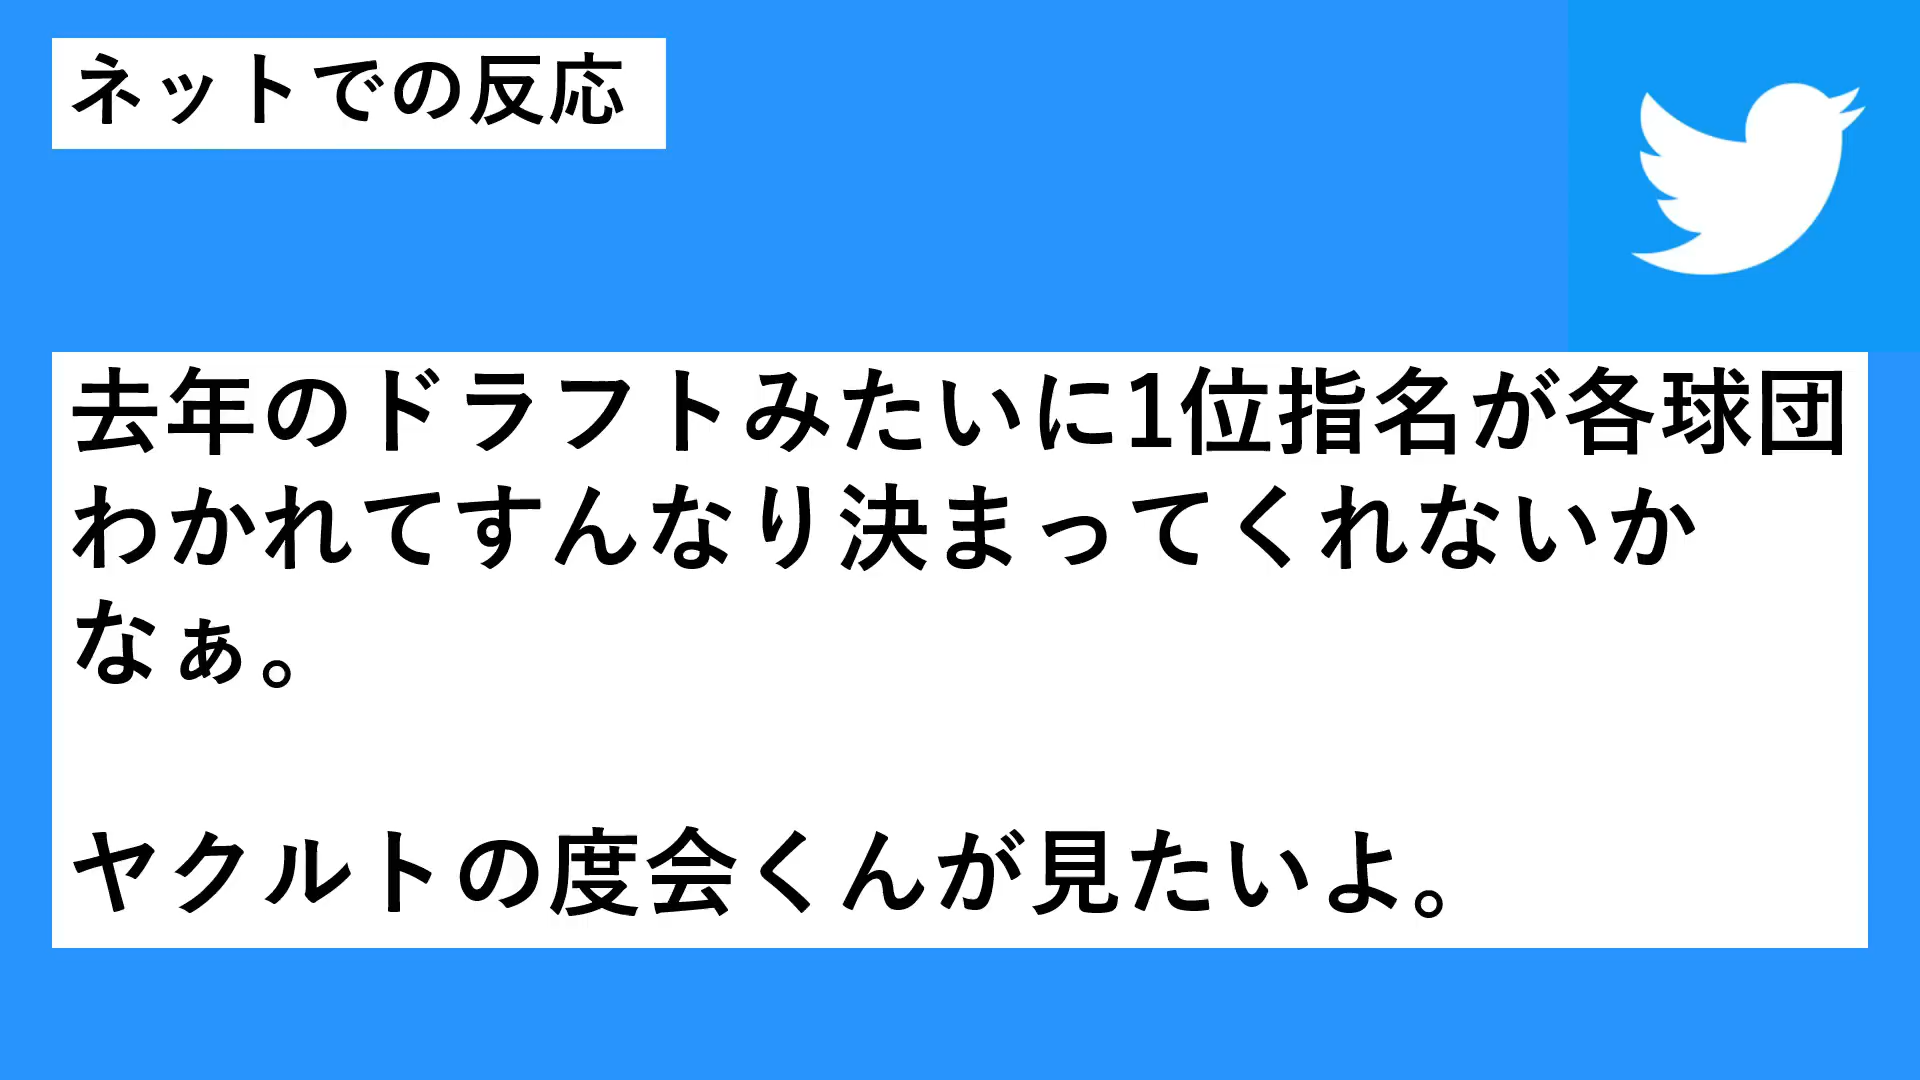 ネットでの反応
去年のドラフトみたいに1位指名が各球団
わかれてすんなり決まってくれないか
なぁ。
ヤクルトの度会くんが見たいよ。